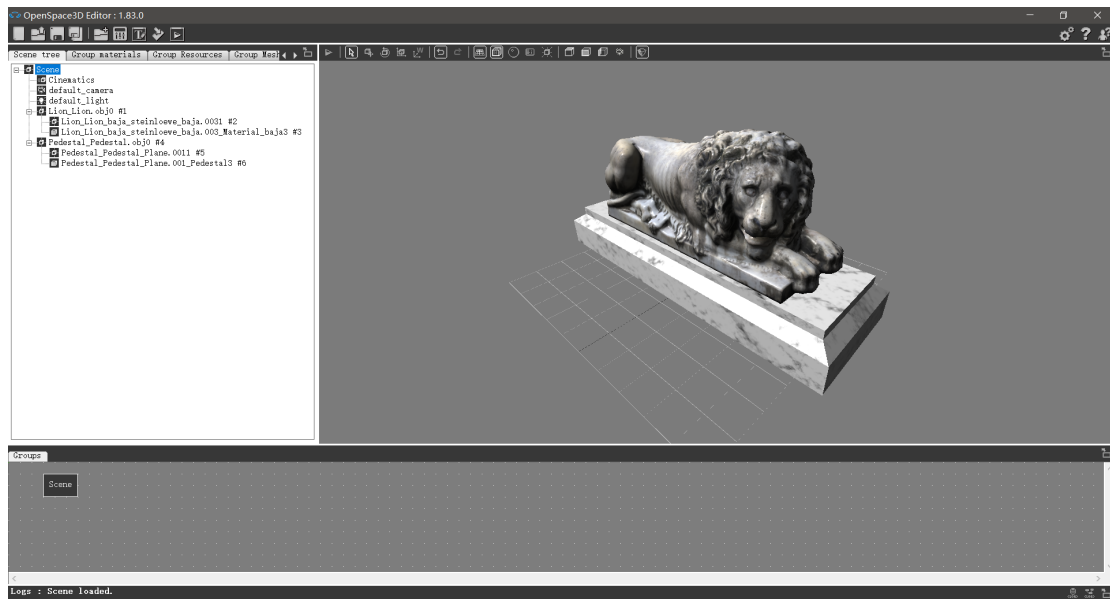 OpenSpace3D Editor : 1.83.0
Scene tree Group materials Group Resources Group Mesh
Scene
Cinematics
default_camera
default_light
Lion_Lion.obj0 #1
Lion_Lion_baja_steinloewe_baja.0031 #2
Lion_Lion_baja_steinloewe_baja.003_Material_baja3 #3
Pedestal_Pedestal.obj0 #4
Pedestal_Pedestal_Plane.0011 #5
Pedestal_Pedestal_Plane.001_Pedestal3 #6
Groups
Scene
Logs : Scene loaded.